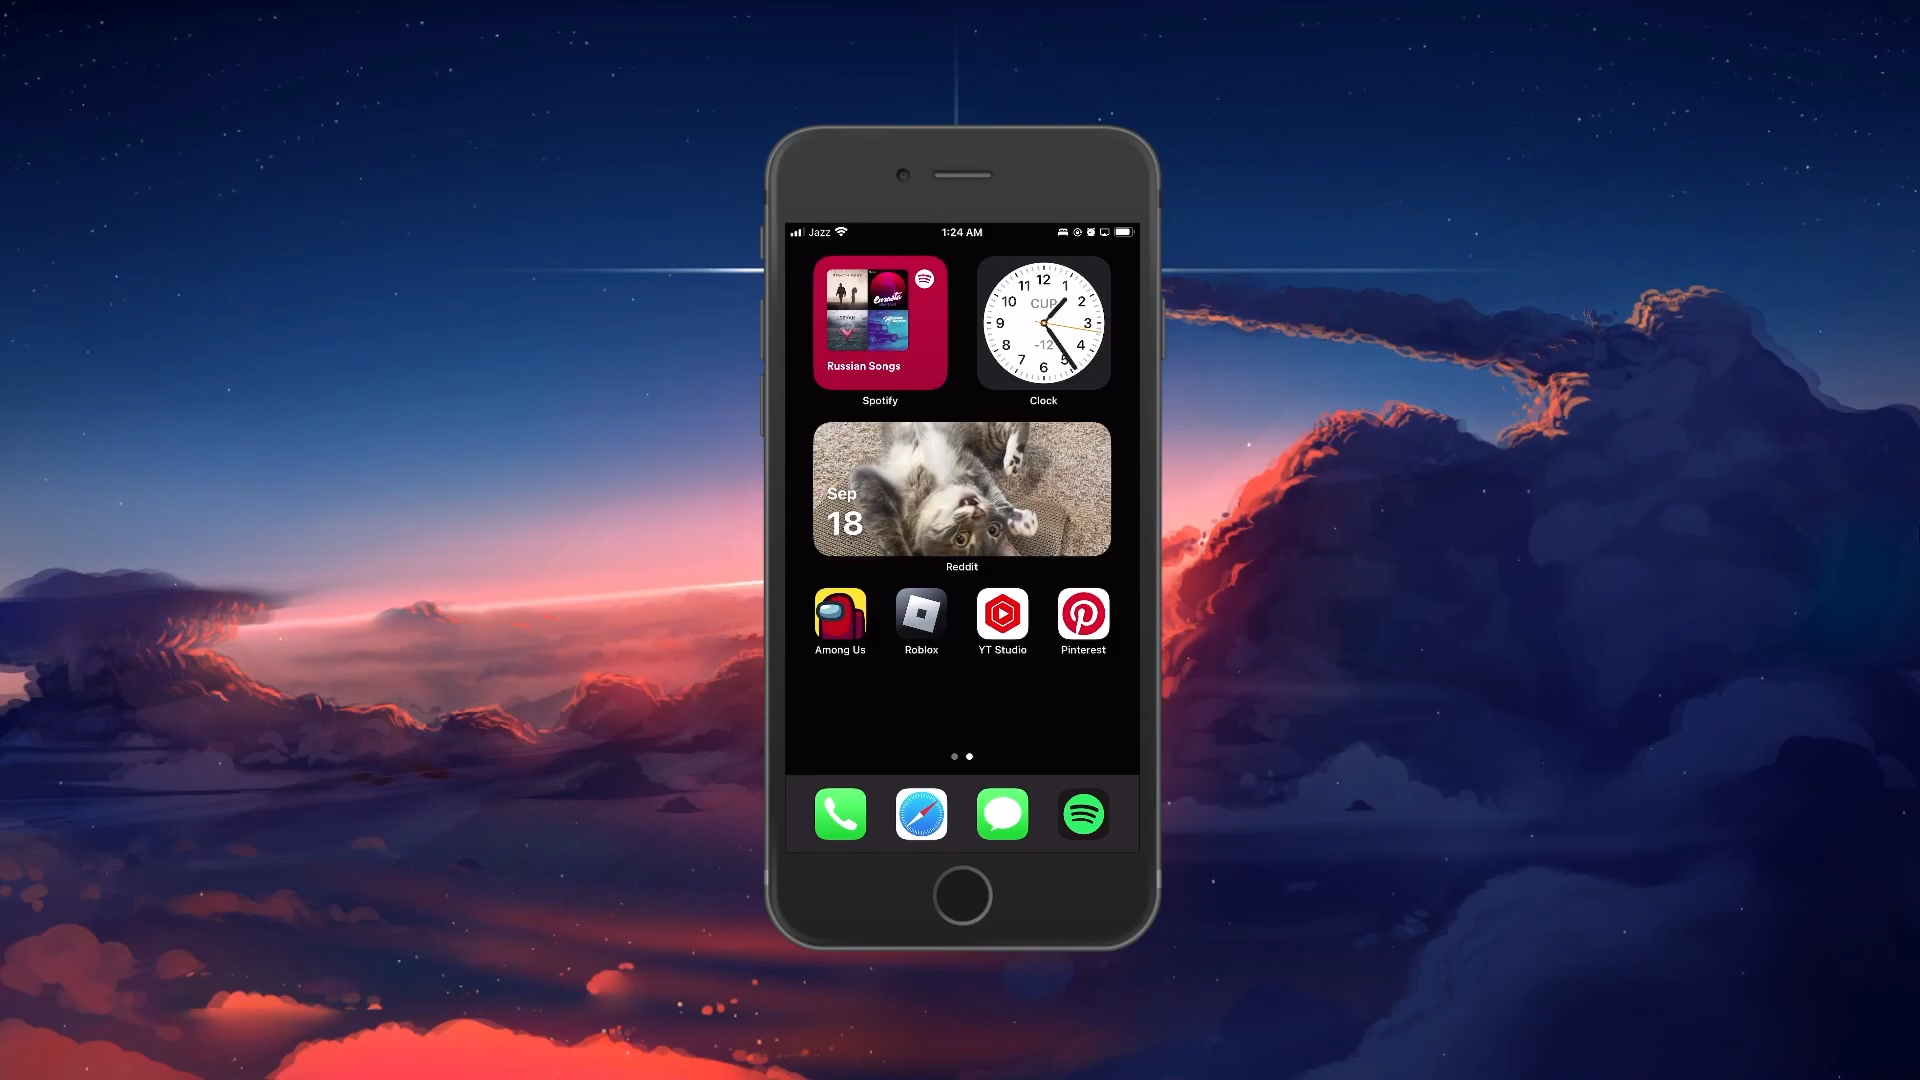 Jazz
1:24 AM
Russian Songs
Spotify
12
11 1
10 CUP 2
9 3
8 -12 4
7 5
6
Clock
Sep
18
Reddit
Among Us
Roblox
YT Studio
Pinterest